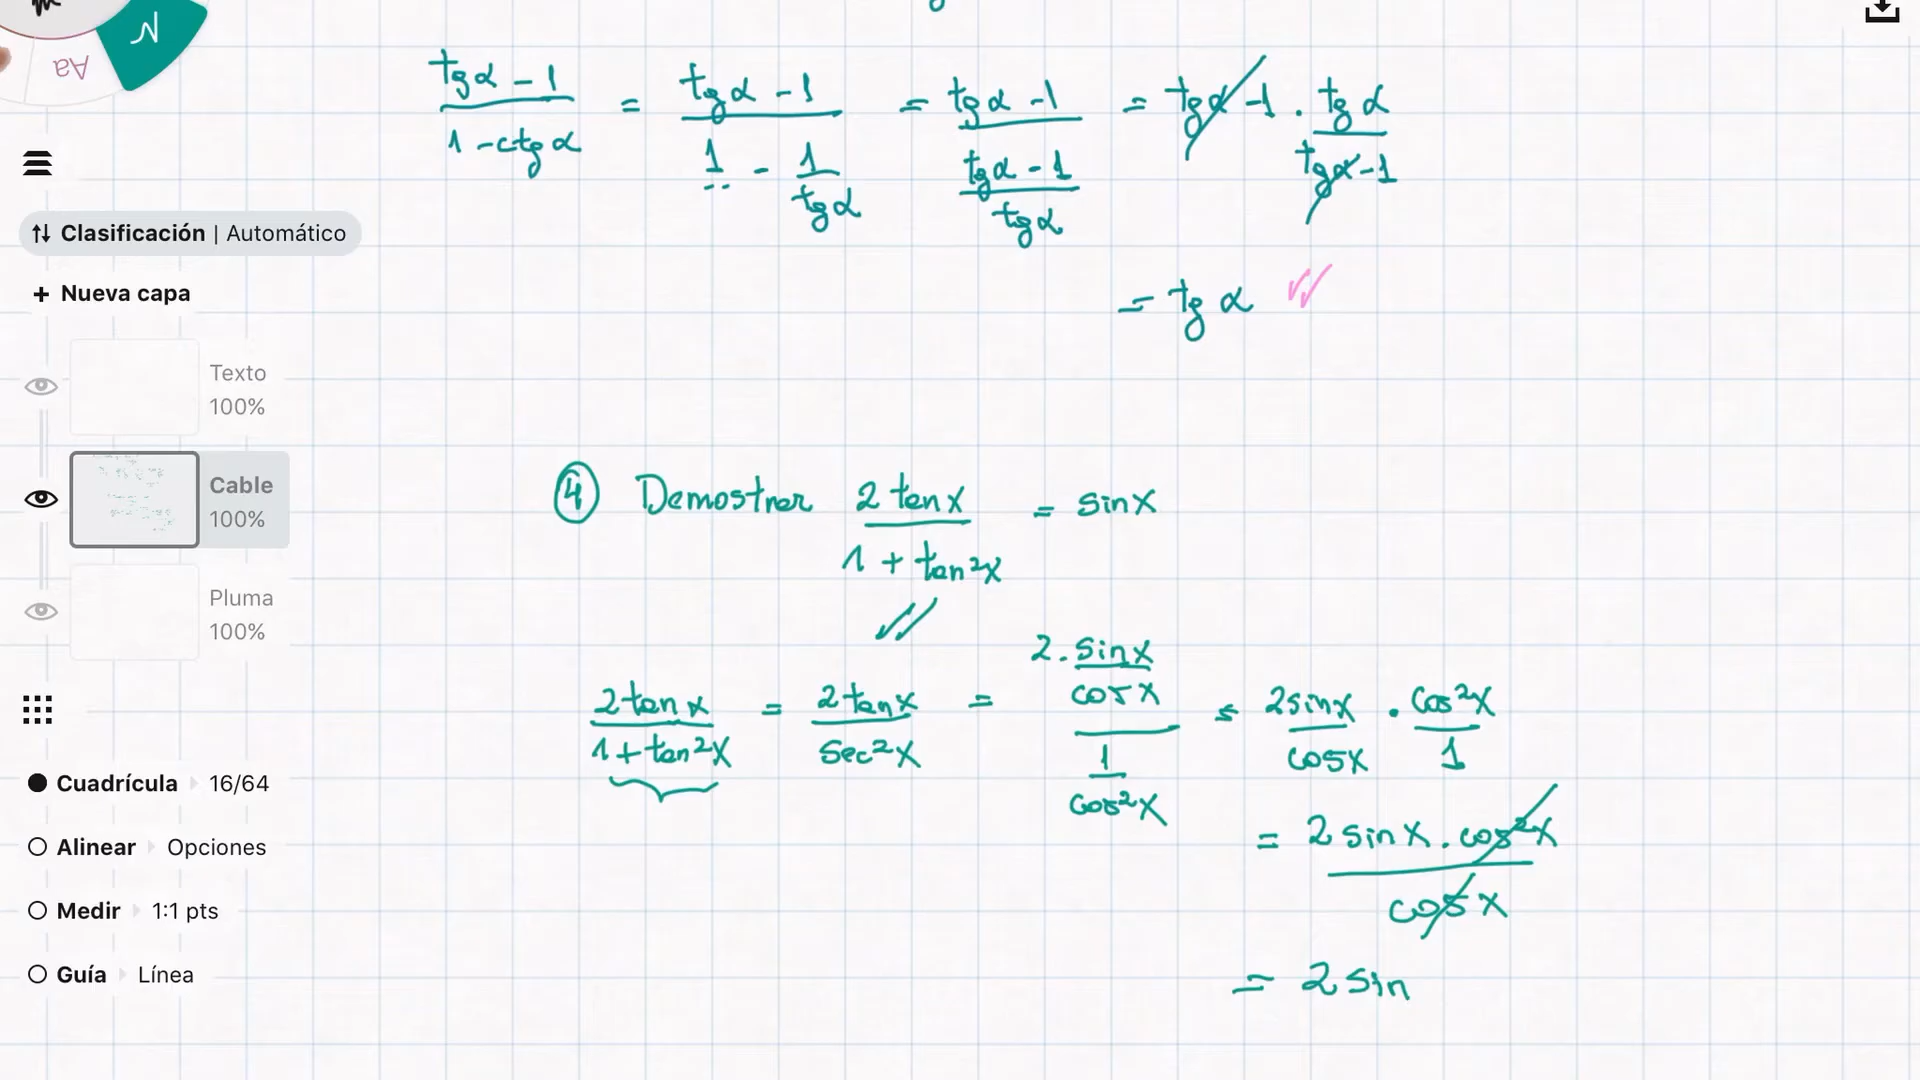 Aa
tgα - 1 / 1 - ctgα = tgα - 1 / 1 - 1/tgα = tgα - 1 / tgα - 1 / tgα = tgα - 1 . tgα / tgα - 1
= tg α
Clasificación | Automático
+ Nueva capa
Texto
100%
Cable
100%
Pluma
100%
Cuadrícula 16/64
Alinear Opciones
Medir 1:1 pts
Guía Línea
4 Demostrar 2 tan x / 1 + tan²x = sin x
2 tan x / 1 + tan²x = 2 tan x / sec²x = 2 . sin x / cos x / 1 / cos²x = 2 sin x / cos x . cos²x / 1
= 2 sin x . cos²x / cos x
= 2 sin